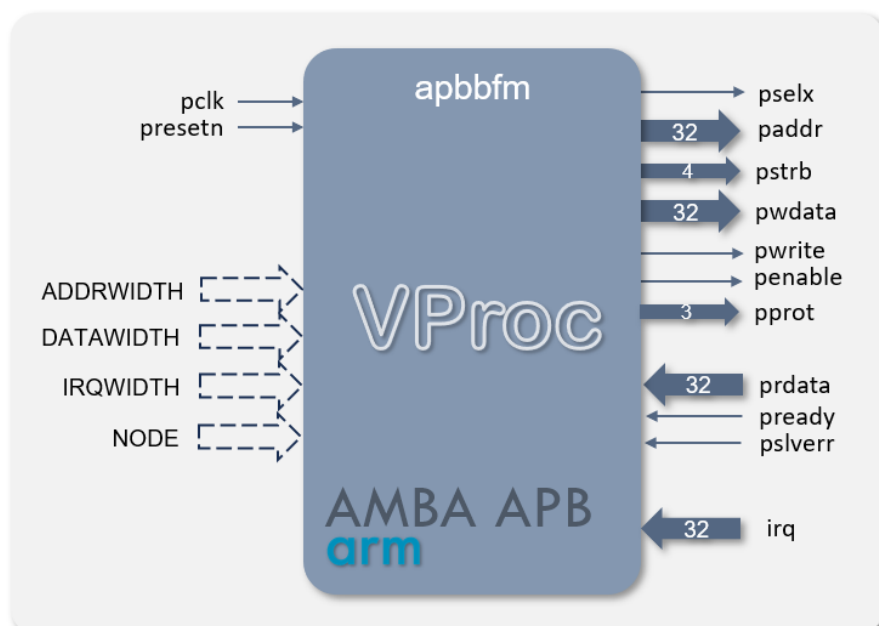 apbbfm
pclk
presetn
ADDRWIDTH
DATAWIDTH
IRQWIDTH
NODE
VProc
AMBA APB
arm
pselx
32 paddr
4 pstrb
32 pwdata
pwrite
penable
3 pprot
32 prdata
pready
pslverr
32 irq